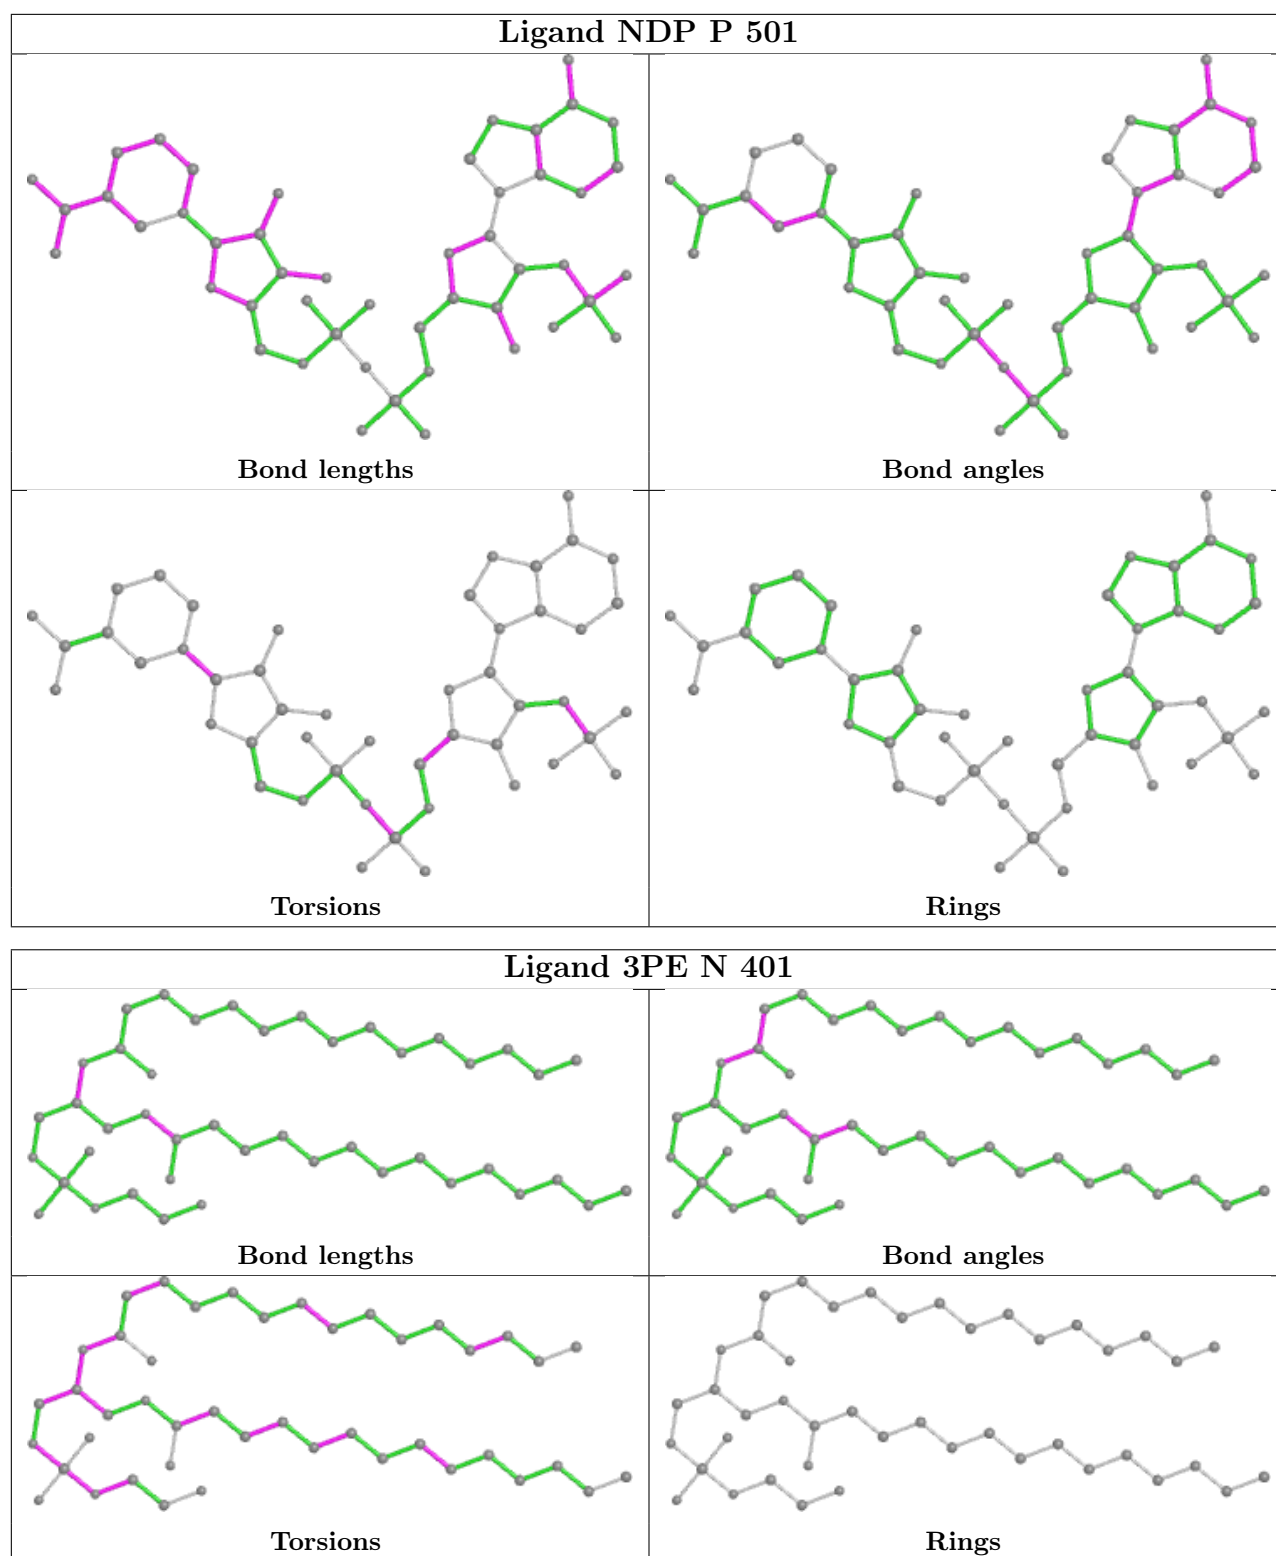 Ligand NDP P 501
Bond lengths
Bond angles
Torsions
Rings
Ligand 3PE N 401
Bond lengths
Bond angles
Torsions
Rings